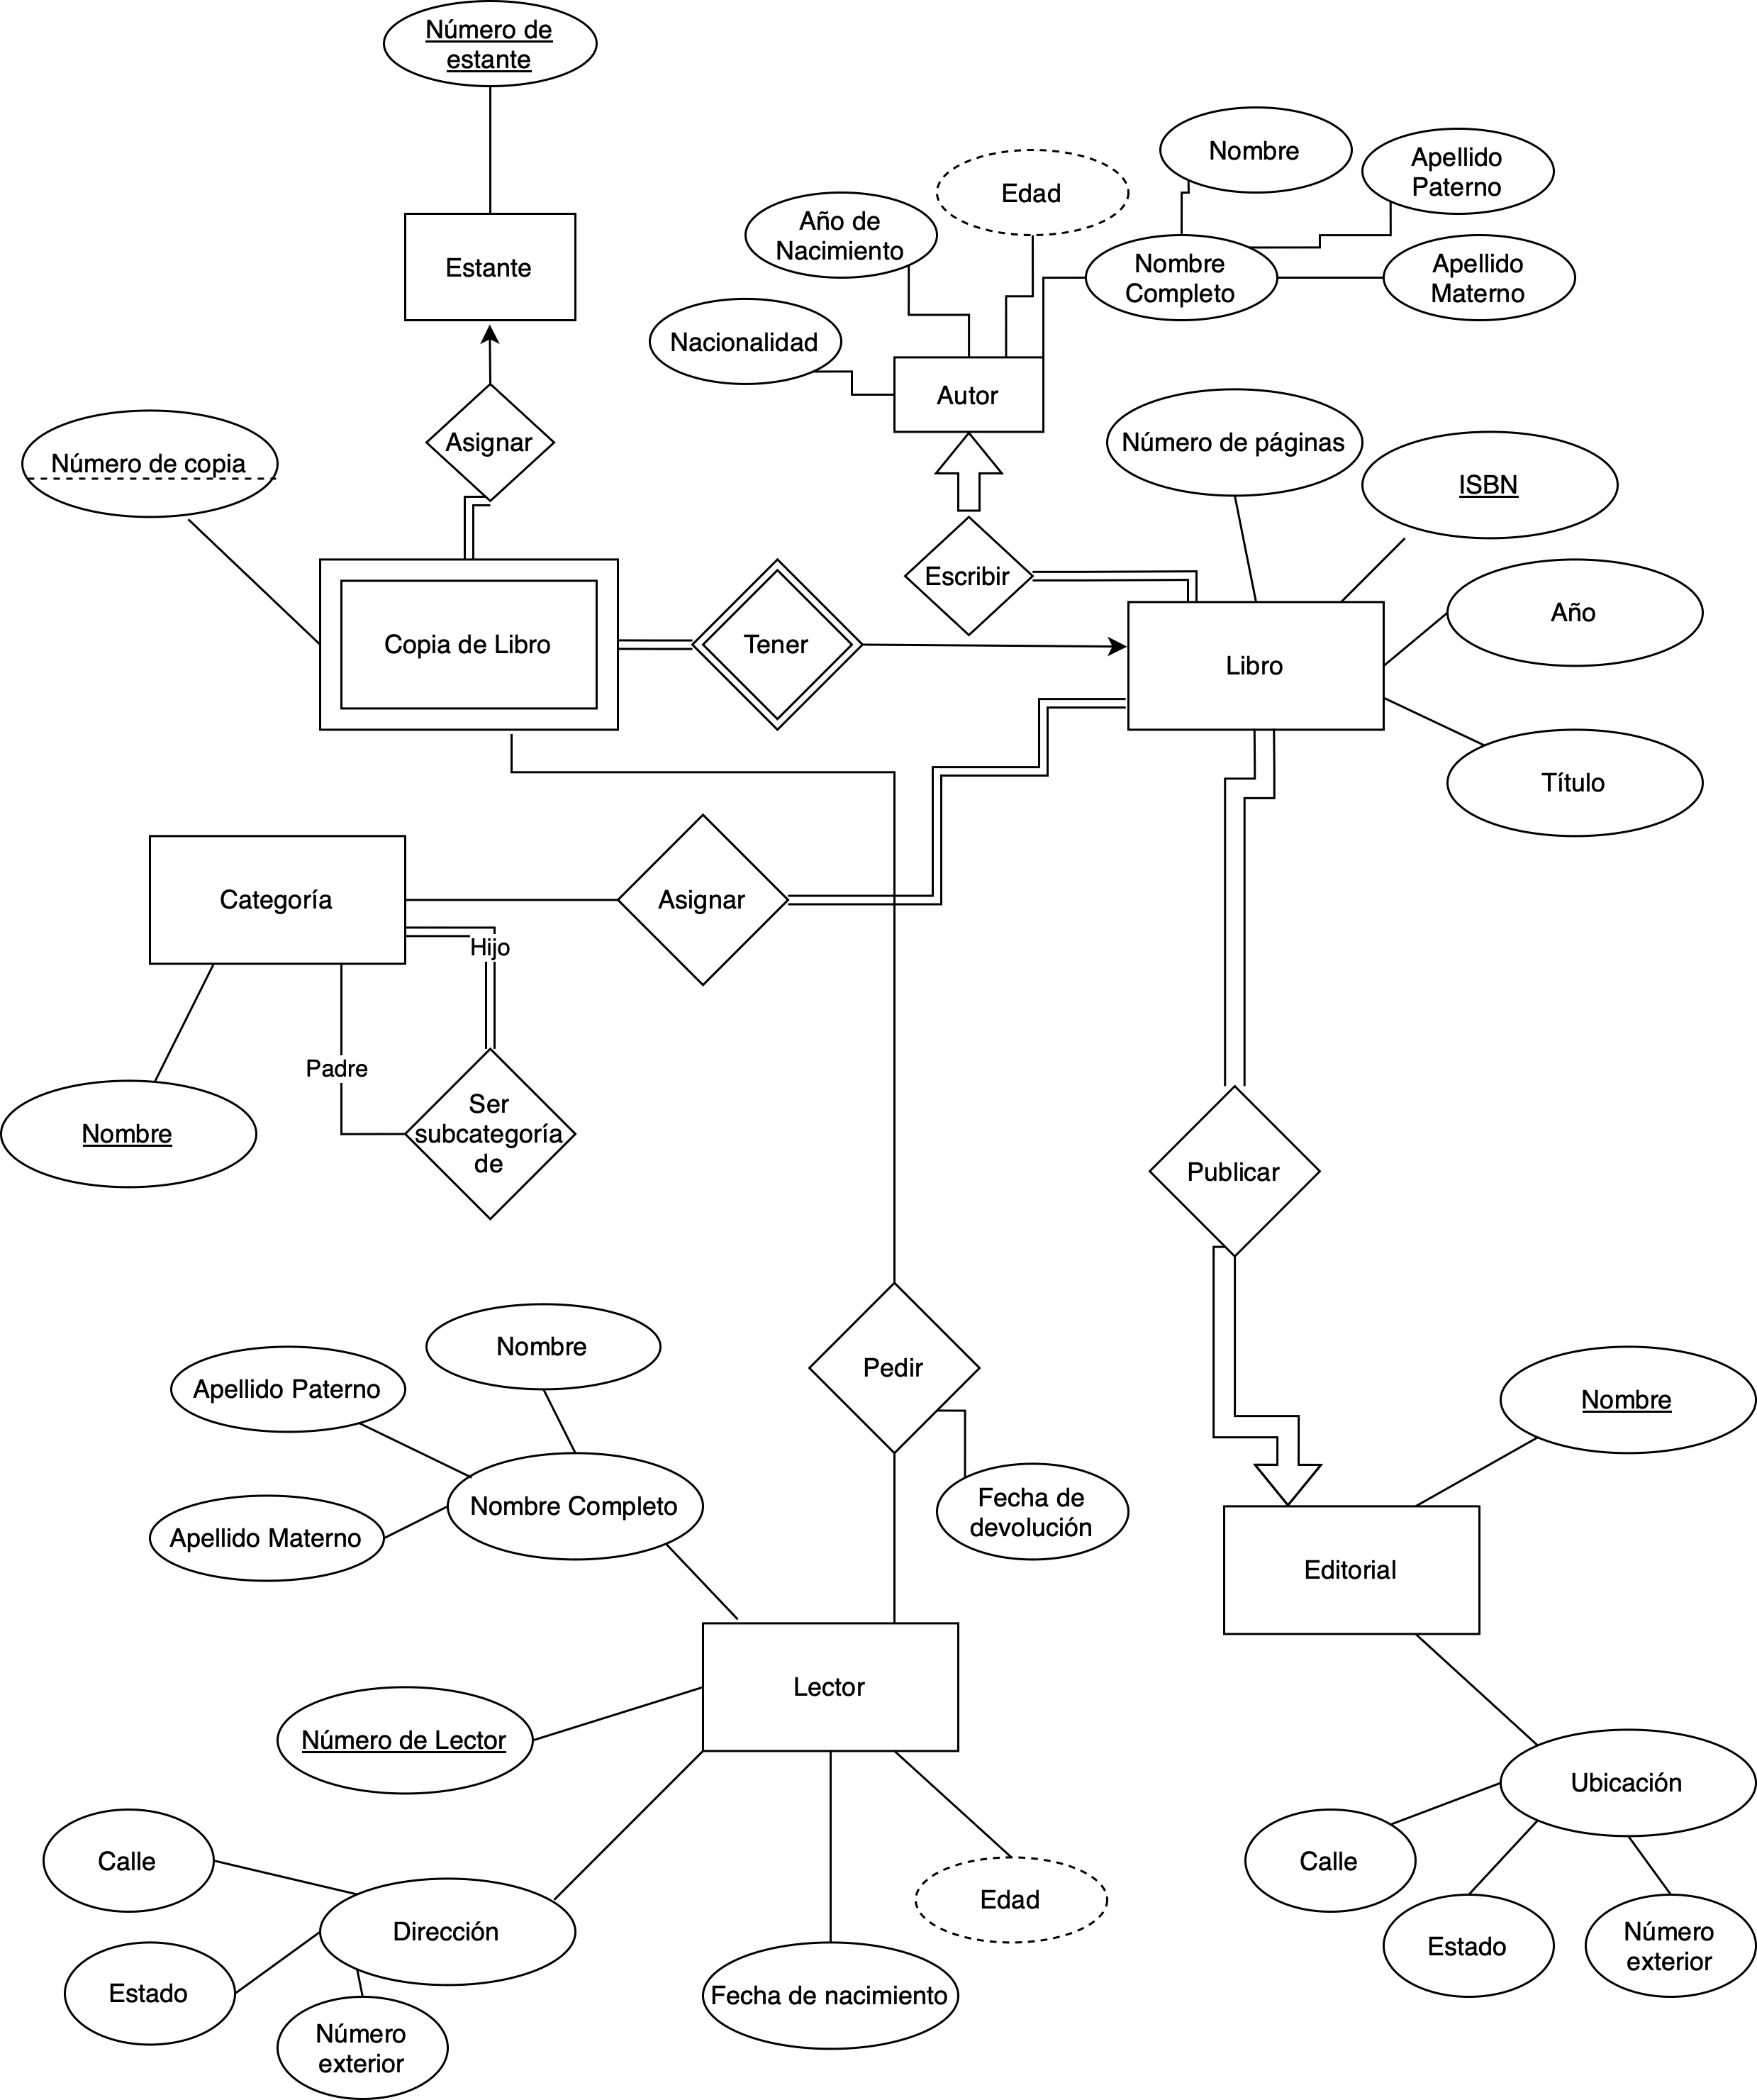 Número de
estante
Estante
Asignar
Número de copia
Copia de Libro
Tener
Nombre
Apellido
Paterno
Edad
Año de
Nacimiento
Nombre
Completo
Apellido
Materno
Nacionalidad
Autor
Número de páginas
ISBN
Escribir
Año
Libro
Título
Categoría
Asignar
Hijo
Padre
Ser
subcategoría
de
Nombre
Publicar
Nombre
Apellido Paterno
Pedir
Nombre
Nombre Completo
Fecha de
devolución
Apellido Materno
Editorial
Lector
Número de Lector
Ubicación
Calle
Calle
Edad
Dirección
Estado
Número
exterior
Estado
Fecha de nacimiento
Número
exterior